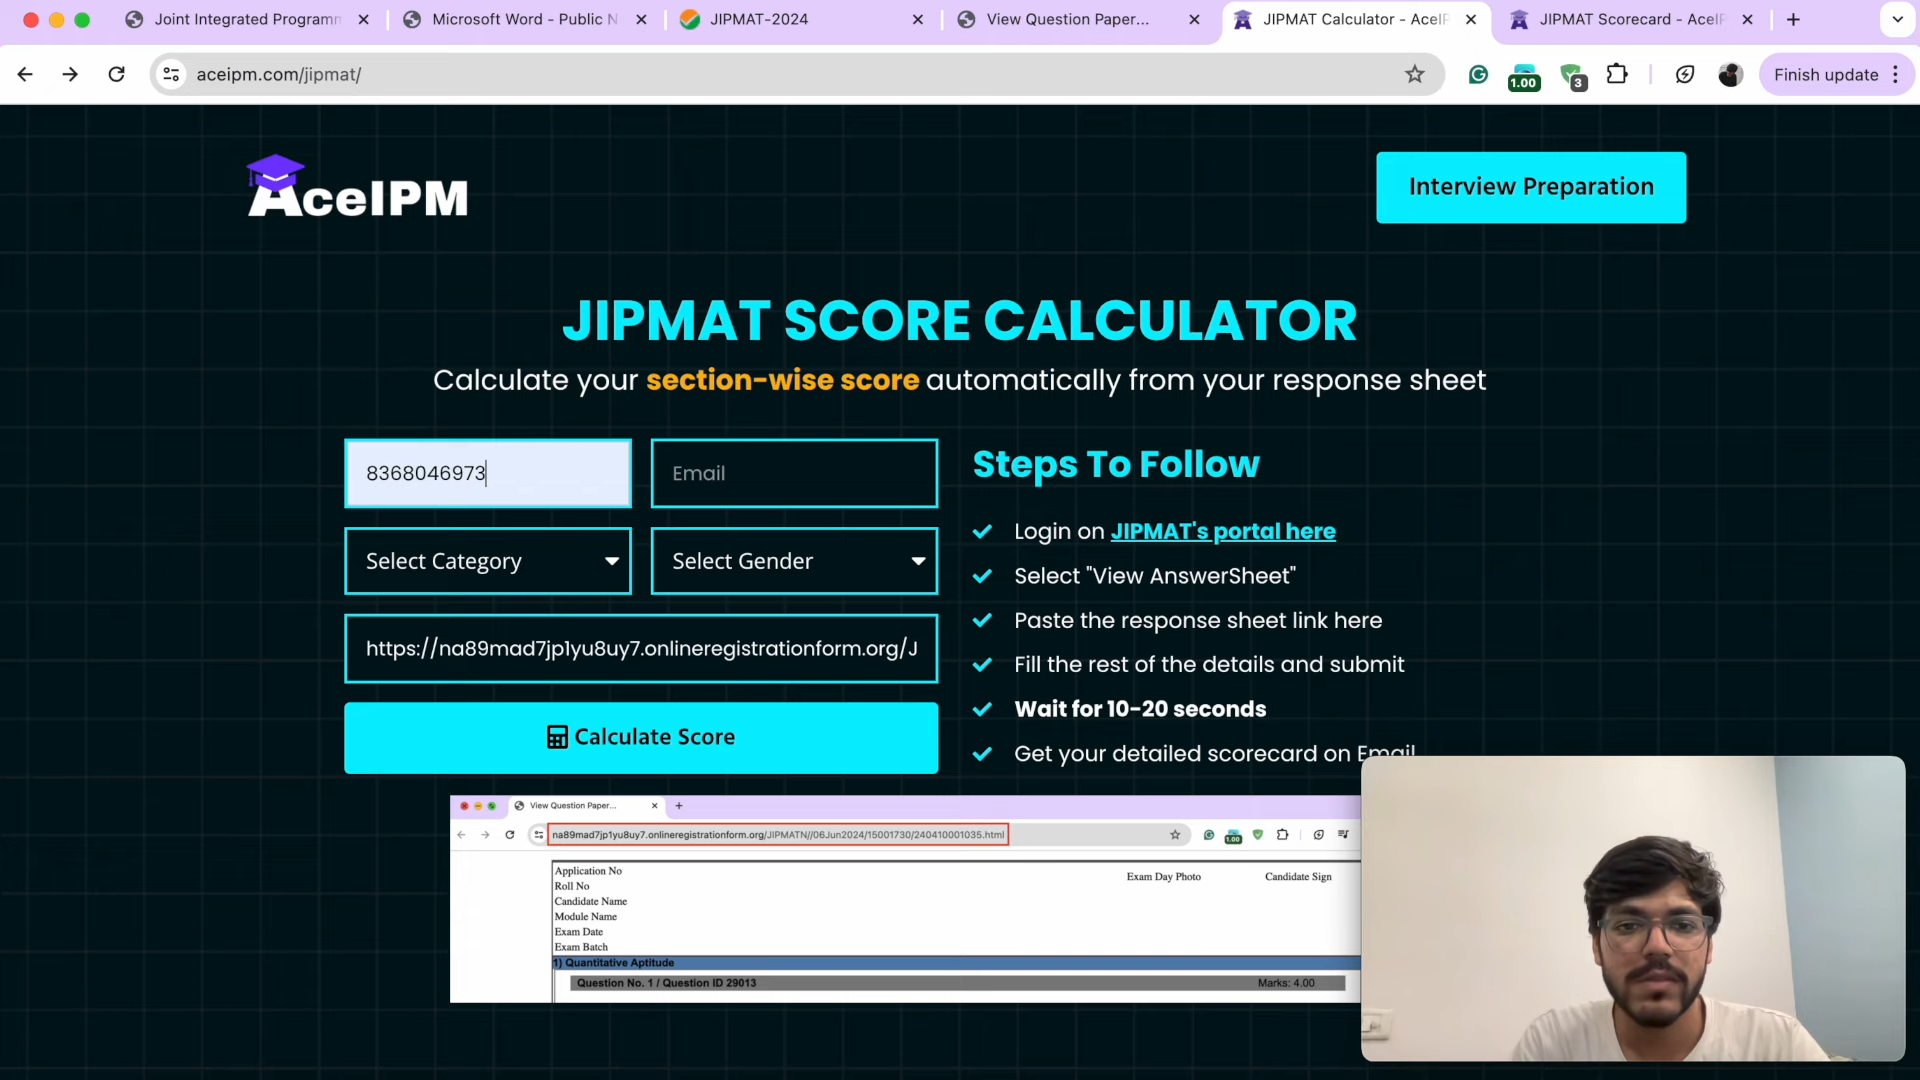 Joint Integrated Programm
Microsoft Word - Public N
JIPMAT-2024
View Question Paper...
JIPMAT Calculator - AceIP
JIPMAT Scorecard - AceIP
aceipm.com/jipmat/
1.00
3
Finish update
AceIPM
Interview Preparation
JIPMAT SCORE CALCULATOR
Calculate your section-wise score automatically from your response sheet
8368046973
Email
Select Category
Select Gender
https://na89mad7jp1yu8uy7.onlineregistrationform.org/J
Calculate Score
Steps To Follow
Login on JIPMAT's portal here
Select "View AnswerSheet"
Paste the response sheet link here
Fill the rest of the details and submit
Wait for 10-20 seconds
Get your detailed scorecard on Email
View Question Paper...
na89mad7jp1yu8uy7.onlineregistrationform.org/JIPMATN//06Jun2024/15001730/240410001035.html
1.00
Application No
Roll No
Candidate Name
Module Name
Exam Date
Exam Batch
Exam Day Photo
Candidate Sign
1) Quantitative Aptitude
Question No. 1 / Question ID 29013
Marks: 4.00